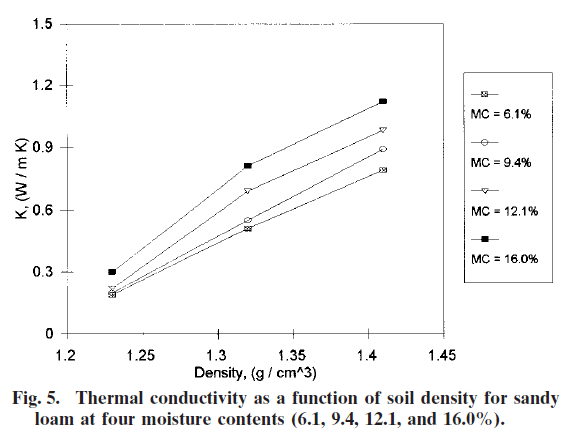 1.5
1.2
0.9
0.6
0.3
0
K, (W / m K)
1.2
1.25
1.3
1.35
1.4
1.45
Density, (g / cm^3)
MC = 6.1%
MC = 9.4%
MC = 12.1%
MC = 16.0%
Fig. 5. Thermal conductivity as a function of soil density for sandy
loam at four moisture contents (6.1, 9.4, 12.1, and 16.0%).